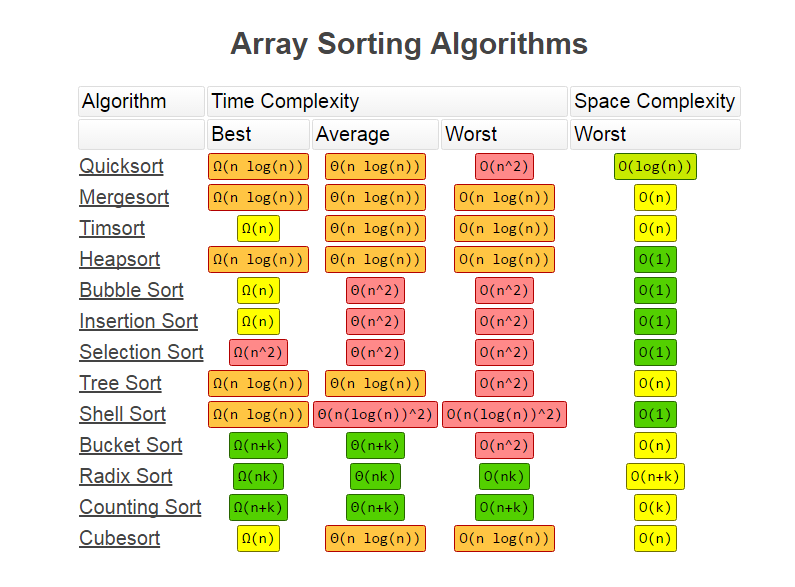 Array Sorting Algorithms
Algorithm Time Complexity Space Complexity
Best Average Worst Worst
Quicksort Ω(n log(n)) Θ(n log(n)) O(n^2) O(log(n))
Mergesort Ω(n log(n)) Θ(n log(n)) O(n log(n)) O(n)
Timsort Ω(n) Θ(n log(n)) O(n log(n)) O(n)
Heapsort Ω(n log(n)) Θ(n log(n)) O(n log(n)) O(1)
Bubble Sort Ω(n) Θ(n^2) O(n^2) O(1)
Insertion Sort Ω(n) Θ(n^2) O(n^2) O(1)
Selection Sort Ω(n^2) Θ(n^2) O(n^2) O(1)
Tree Sort Ω(n log(n)) Θ(n log(n)) O(n^2) O(n)
Shell Sort Ω(n log(n)) Θ(n(log(n))^2) O(n(log(n))^2) O(1)
Bucket Sort Ω(n+k) Θ(n+k) O(n^2) O(n)
Radix Sort Ω(nk) Θ(nk) O(nk) O(n+k)
Counting Sort Ω(n+k) Θ(n+k) O(n+k) O(k)
Cubesort Ω(n) Θ(n log(n)) O(n log(n)) O(n)